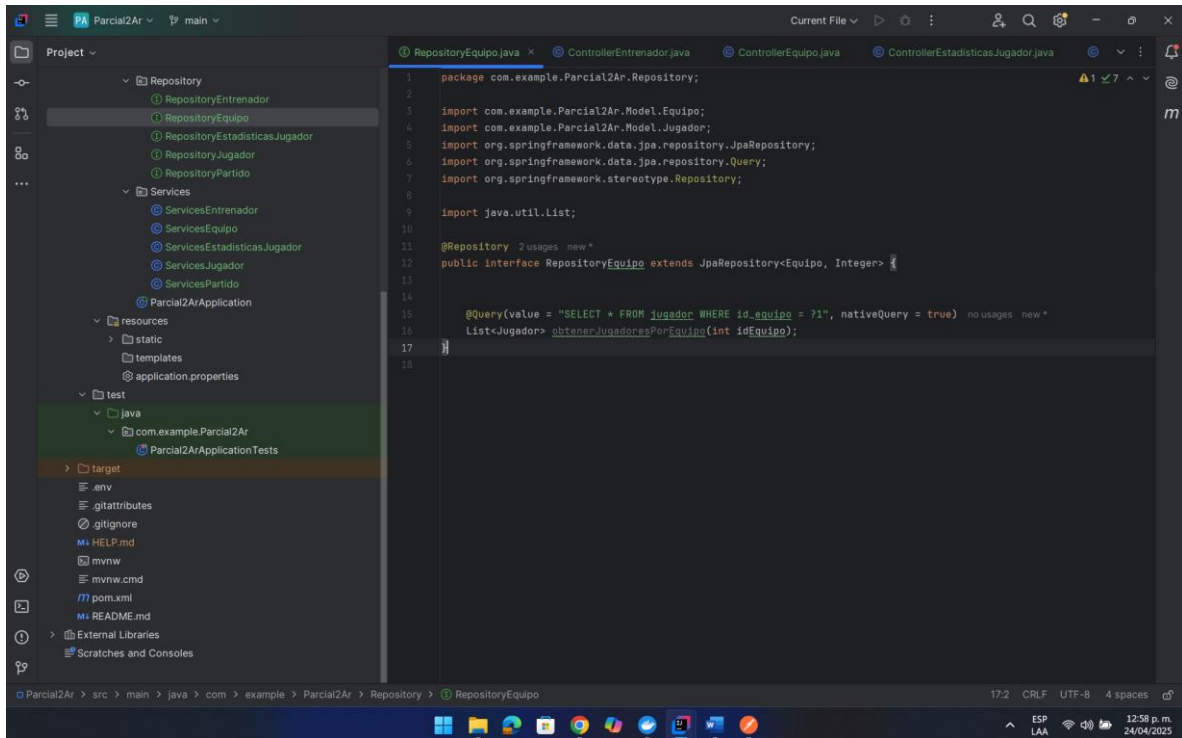 PA Parcial2Ar main Current File
Project
RepositoryEquipo.java ControllerEntrenador.java ControllerEquipo.java ControllerEstadisticasJugador.java
Repository
RepositoryEntrenador
RepositoryEquipo
RepositoryEstadisticasJugador
RepositoryJugador
RepositoryPartido
Services
ServicesEntrenador
ServicesEquipo
ServicesEstadisticasJugador
ServicesJugador
ServicesPartido
Parcial2ArApplication
resources
static
templates
application.properties
test
java
com.example.Parcial2Ar
Parcial2ArApplicationTests
target
.env
.gitattributes
.gitignore
M↓ HELP.md
mvnw
mvnw.cmd
m pom.xml
M↓ README.md
External Libraries
Scratches and Consoles
1 package com.example.Parcial2Ar.Repository; 1 7
2
3 import com.example.Parcial2Ar.Model.Equipo;
4 import com.example.Parcial2Ar.Model.Jugador;
5 import org.springframework.data.jpa.repository.JpaRepository;
6 import org.springframework.data.jpa.repository.Query;
7 import org.springframework.stereotype.Repository;
8
9 import java.util.List;
10
11 @Repository 2 usages new *
12 public interface RepositoryEquipo extends JpaRepository<Equipo, Integer> {
13
14
15 @Query(value = "SELECT * FROM jugador WHERE id_equipo = ?1", nativeQuery = true) no usages new *
16 List<Jugador> obtenerJugadoresPorEquipo(int idEquipo);
17 }
18
m
Parcial2Ar > src > main > java > com > example > Parcial2Ar > Repository > RepositoryEquipo 17:2 CRLF UTF-8 4 spaces
ESP
LAA
12:58 p. m.
24/04/2025